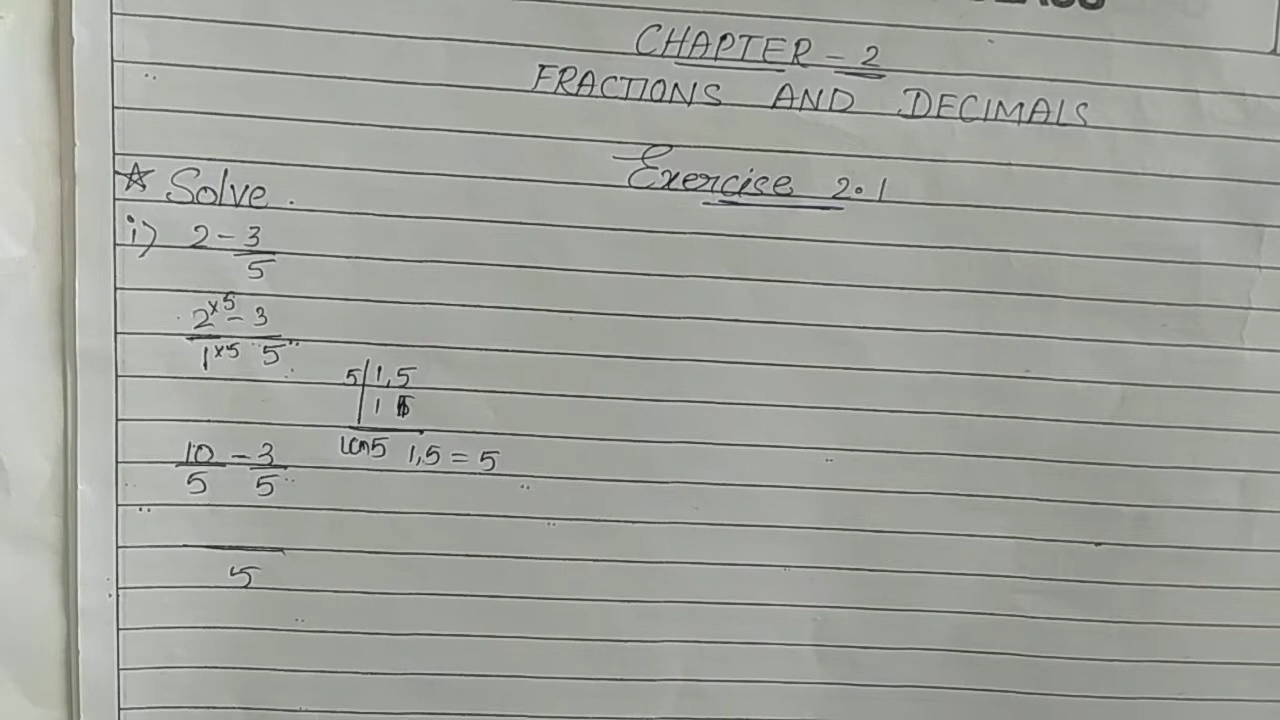 CHAPTER - 2
FRACTIONS AND DECIMALS
Exercise 2.1
☆ Solve.
i) 2 - 3/5
2×5/1×5 - 3/5
5 | 1, 5
1
LCM 1,5 = 5
10/5 - 3/5
/5